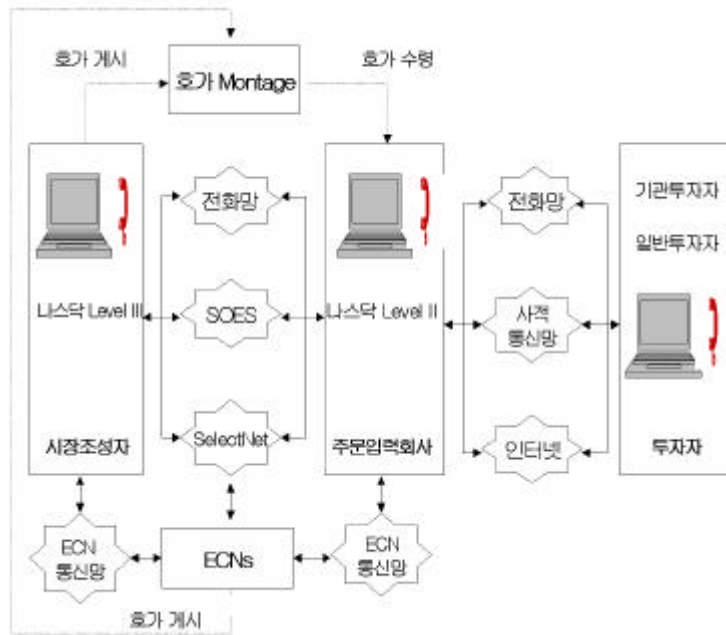 호가 게시
호가 Montage
호가 수령
전화망
전화망
기관투자자
일반투자자
나스닥 Level III
SOES
나스닥 Level II
사적
통신망
시장조성자
SelectNet
주문입력회사
인터넷
투자자
ECN
통신망
ECNs
ECN
통신망
호가 게시